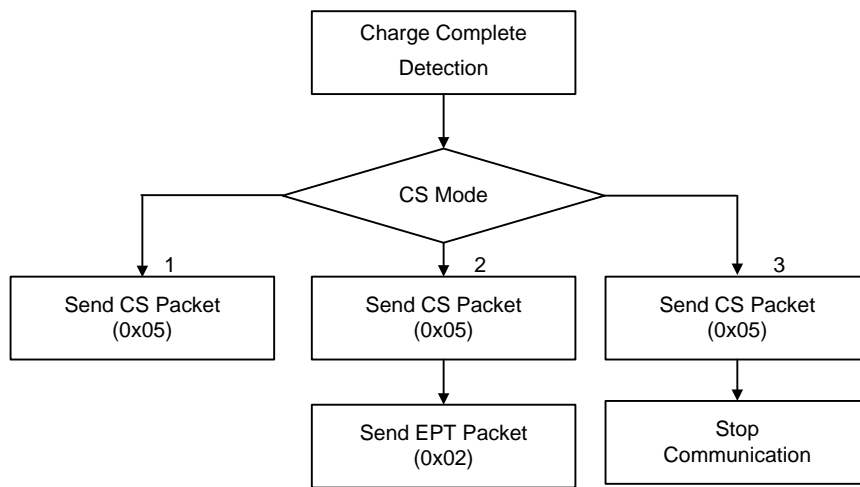 Charge Complete
Detection
CS Mode
1
2
3
Send CS Packet
(0x05)
Send CS Packet
(0x05)
Send CS Packet
(0x05)
Send EPT Packet
(0x02)
Stop
Communication